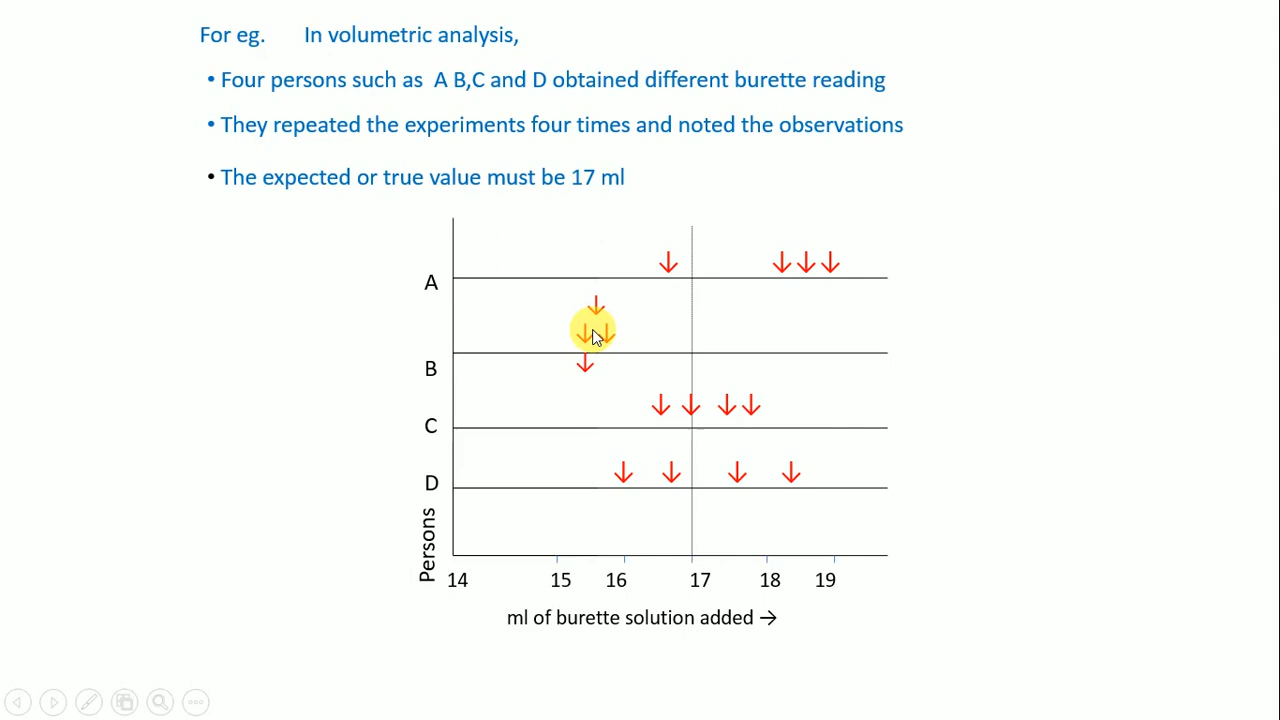 For eg. In volumetric analysis,
• Four persons such as A B,C and D obtained different burette reading
• They repeated the experiments four times and noted the observations
• The expected or true value must be 17 ml
A
B
C
D
Persons
14 15 16 17 18 19
ml of burette solution added →